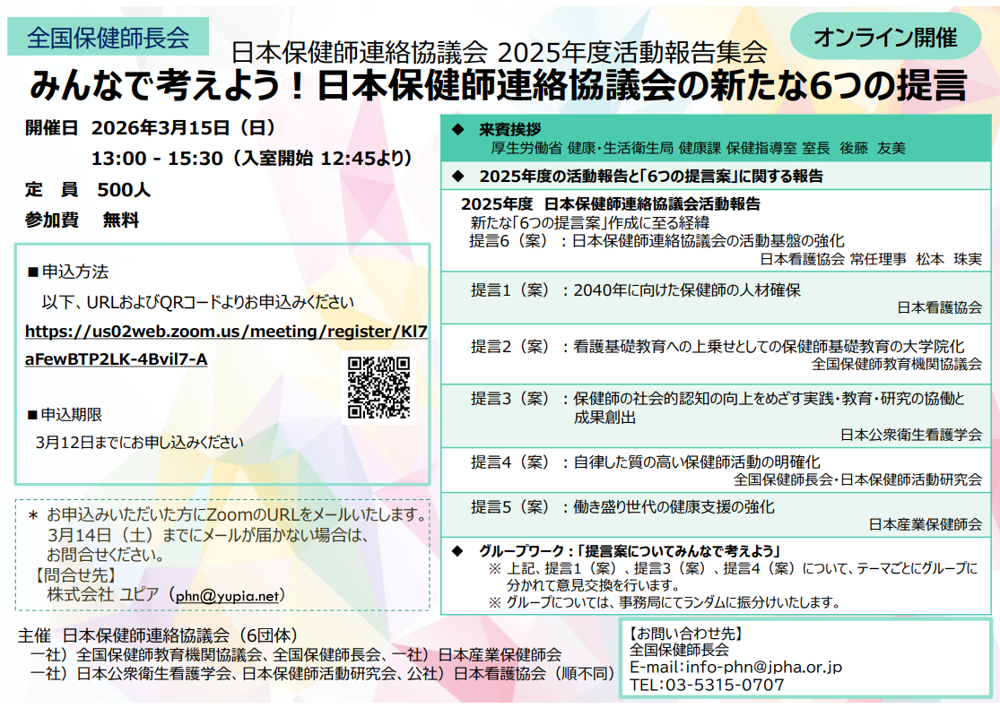 全国保健師長会
日本保健師連絡協議会 2025年度活動報告集会
オンライン開催
みんなで考えよう！日本保健師連絡協議会の新たな6つの提言
開催日 2026年3月15日（日）
13:00 - 15:30（入室開始 12:45より）
定　員　500人
参加費　無料
■申込方法
以下、URLおよびQRコードよりお申込みください
https://us02web.zoom.us/meeting/register/Kl7
aFewBTP2LK-4Bvil7-A
■申込期限
3月12日までにお申し込みください
＊ お申込みいただいた方にZoomのURLをメールいたします。
3月14日（土）までにメールが届かない場合は、
お問合せください。
【問合せ先】
株式会社 ユピア（phn@yupia.net）
◆ 来賓挨拶
厚生労働省 健康・生活衛生局 健康課 保健指導室 室長　後藤　友美
◆ 2025年度の活動報告と「6つの提言案」に関する報告
2025年度 日本保健師連絡協議会活動報告
新たな「6つの提言案」作成に至る経緯
提言6（案）：日本保健師連絡協議会の活動基盤の強化
日本看護協会 常任理事　松本　珠実
提言1（案）：2040年に向けた保健師の人材確保
日本看護協会
提言2（案）：看護基礎教育への上乗せとしての保健師基礎教育の大学院化
全国保健師教育機関協議会
提言3（案）：保健師の社会的認知の向上をめざす実践・教育・研究の協働と
成果創出
日本公衆衛生看護学会
提言4（案）：自律した質の高い保健師活動の明確化
全国保健師長会・日本保健師活動研究会
提言5（案）：働き盛り世代の健康支援の強化
日本産業保健師会
◆ グループワーク：「提言案についてみんなで考えよう」
※ 上記、提言1（案）、提言3（案）、提言4（案）について、テーマごとにグループに
分かれて意見交換を行います。
※ グループについては、事務局にてランダムに振分けいたします。
主催　日本保健師連絡協議会（6団体）
一社）全国保健師教育機関協議会、全国保健師長会、一社）日本産業保健師会
一社）日本公衆衛生看護学会、日本保健師活動研究会、公社）日本看護協会（順不同）
【お問い合わせ先】
全国保健師長会
E-mail：info-phn@jpha.or.jp
TEL：03-5315-0707